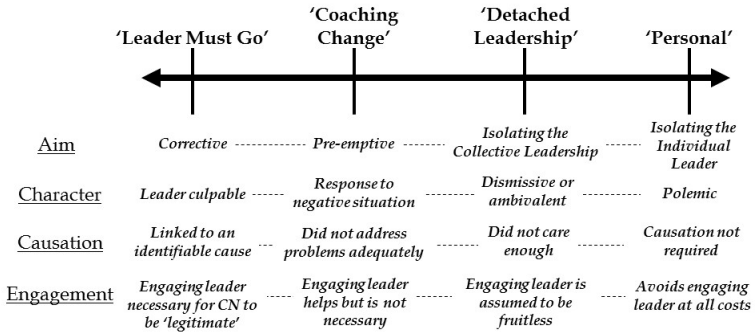 ‘Leader Must Go’
‘Coaching
Change’
‘Detached
Leadership’
‘Personal’
Aim
Corrective
Pre-emptive
Isolating the
Collective Leadership
Isolating the
Individual
Leader
Character
Leader culpable
Response to
negative situation
Dismissive or
ambivalent
Polemic
Causation
Linked to an
identifiable cause
Did not address
problems adequately
Did not care
enough
Causation not
required
Engagement
Engaging leader
necessary for CN to
be ‘legitimate’
Engaging leader
helps but is not
necessary
Engaging leader is
assumed to be
fruitless
Avoids engaging
leader at all costs